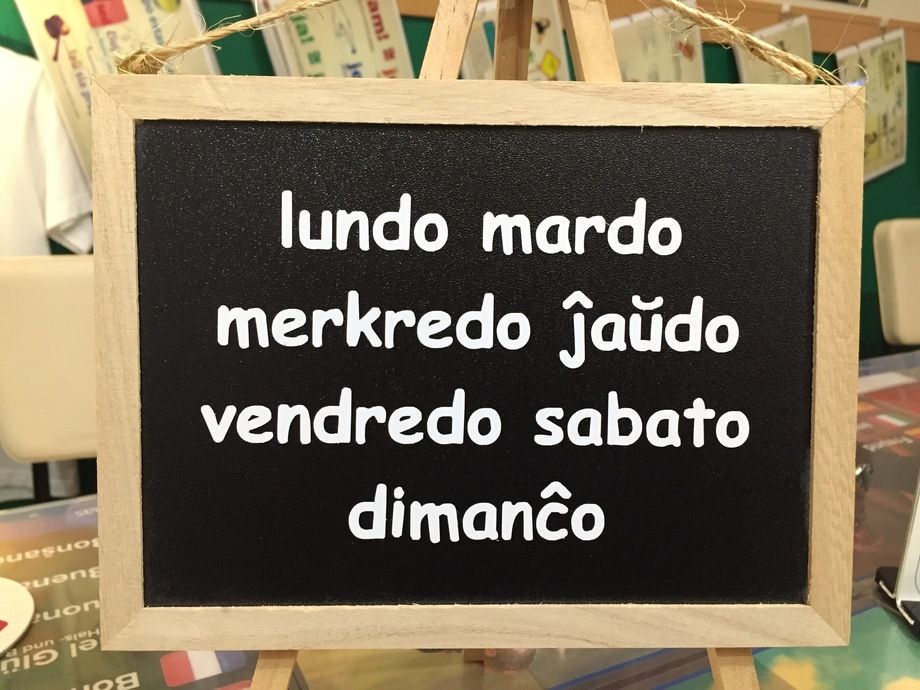 lundo mardo
merkredo ĵaŭdo
vendredo sabato
dimanĉo